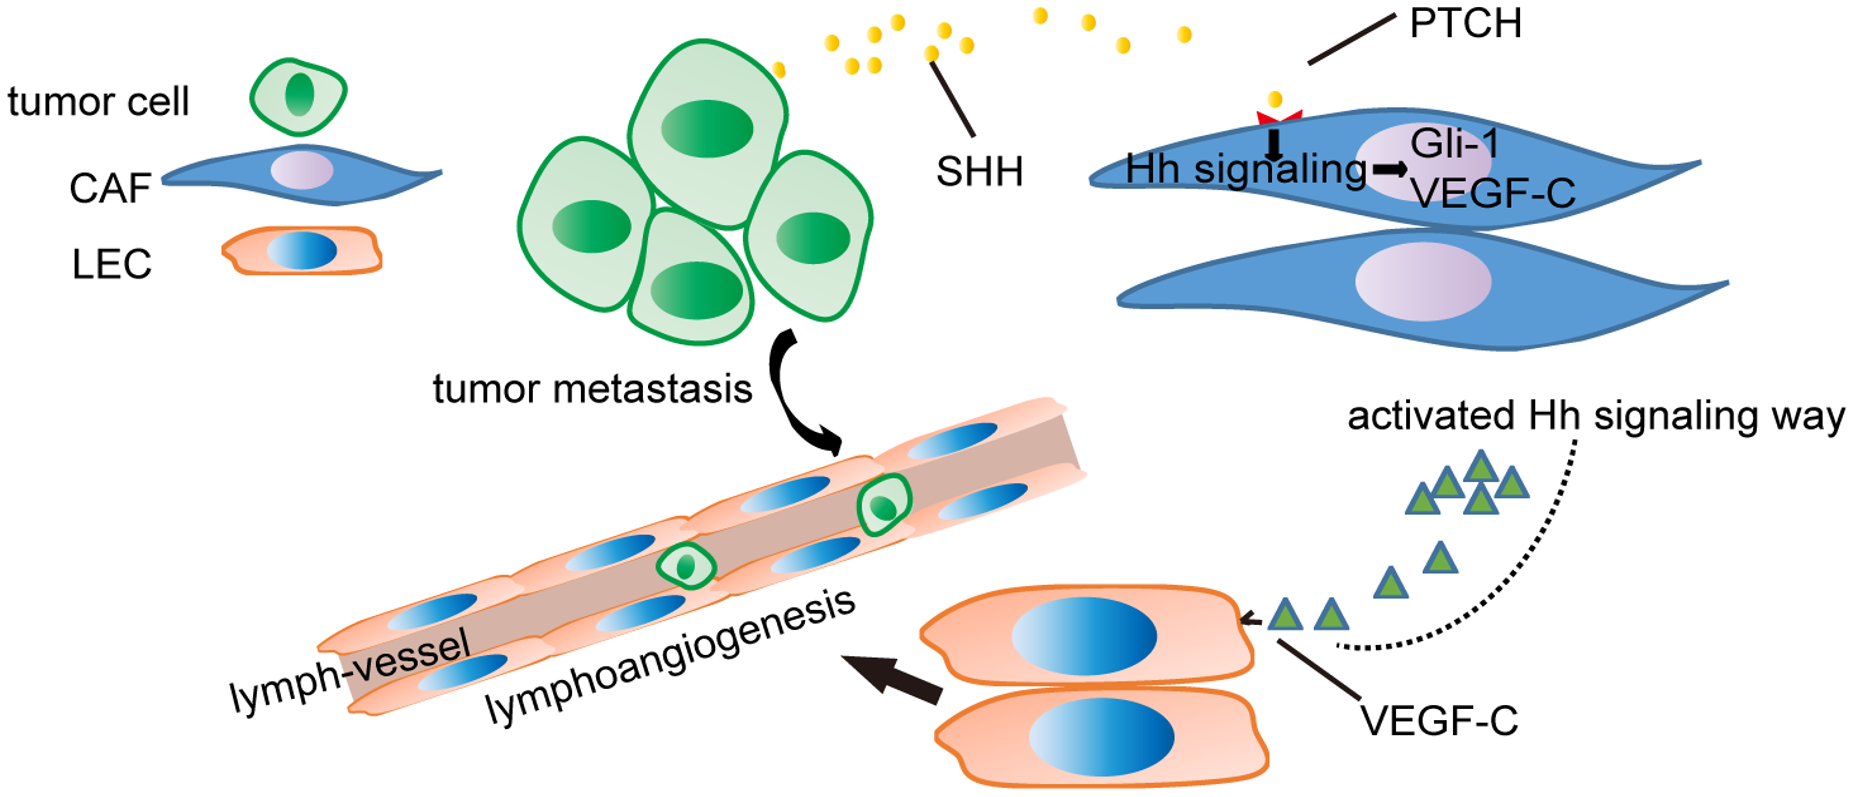 tumor cell
CAF
LEC
SHH
PTCH
Hh signaling
Gli-1
VEGF-C
tumor metastasis
activated Hh signaling way
lymph-vessel
lymphoangiogenesis
VEGF-C